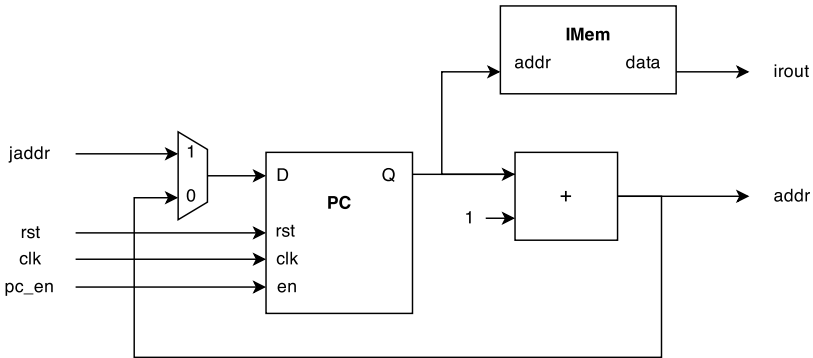 IMem
addr data
irout
jaddr
1
0
D Q
PC
+
1
addr
rst
rst
clk
clk
pc_en
en